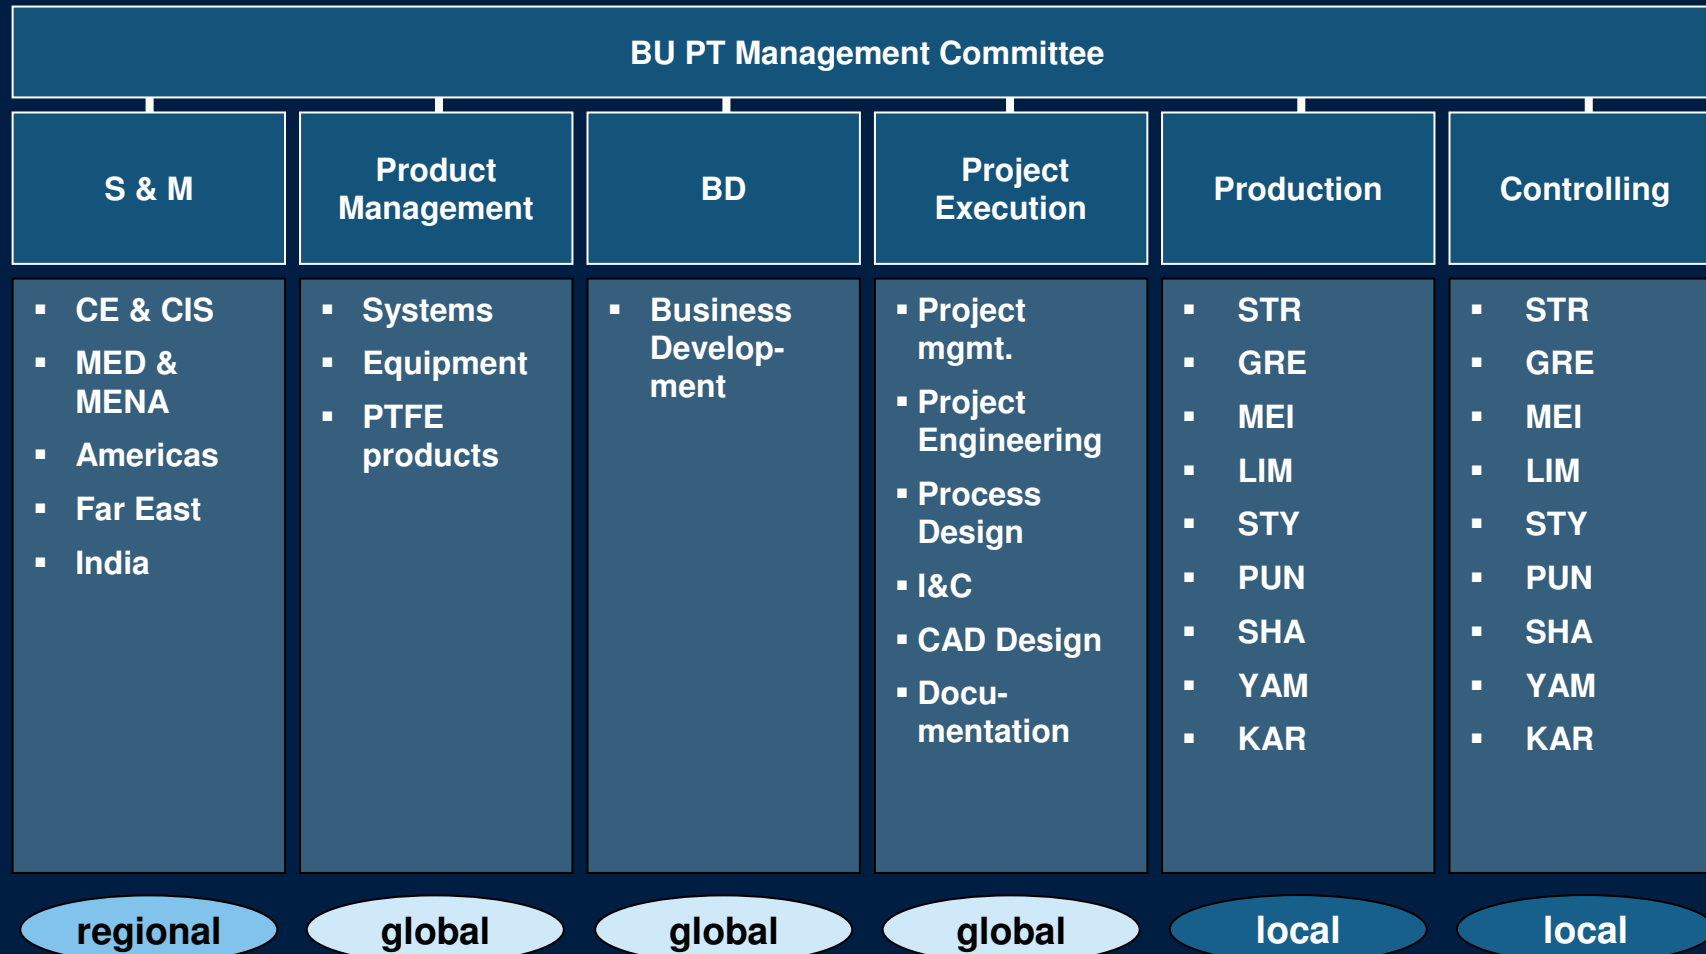 BU PT Management Committee
S & M
Product
Management
BD
Project
Execution
Production
Controlling
▪ CE & CIS
▪ MED &
MENA
▪ Americas
▪ Far East
▪ India
▪ Systems
▪ Equipment
▪ PTFE
products
▪ Business
Develop-
ment
▪ Project
mgmt.
▪ Project
Engineering
▪ Process
Design
▪ I&C
▪ CAD Design
▪ Docu-
mentation
▪ STR
▪ GRE
▪ MEI
▪ LIM
▪ STY
▪ PUN
▪ SHA
▪ YAM
▪ KAR
▪ STR
▪ GRE
▪ MEI
▪ LIM
▪ STY
▪ PUN
▪ SHA
▪ YAM
▪ KAR
regional
global
global
global
local
local